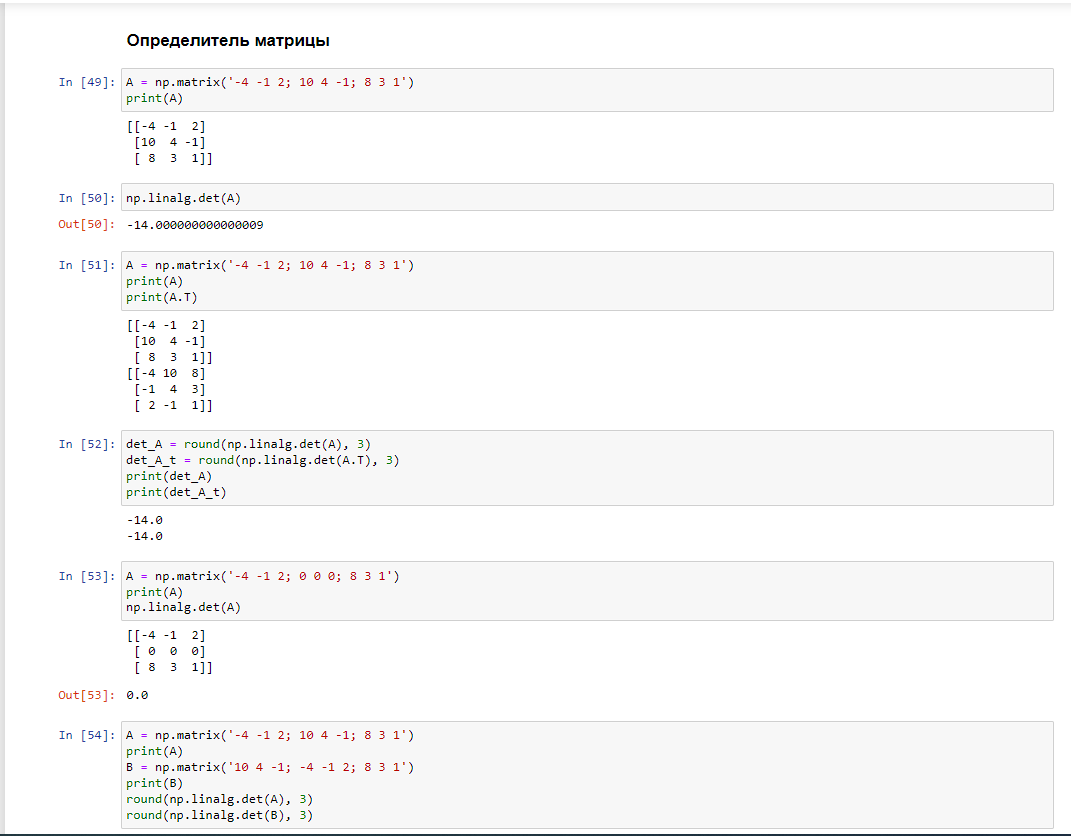 Определитель матрицы
In [49]: A = np.matrix('-4 -1 2; 10 4 -1; 8 3 1')
print(A)
[[-4 -1  2]
 [10  4 -1]
 [ 8  3  1]]
In [50]: np.linalg.det(A)
Out[50]: -14.000000000000009
In [51]: A = np.matrix('-4 -1 2; 10 4 -1; 8 3 1')
print(A)
print(A.T)
[[-4 -1  2]
 [10  4 -1]
 [ 8  3  1]]
[[-4 10  8]
 [-1  4  3]
 [ 2 -1  1]]
In [52]: det_A = round(np.linalg.det(A), 3)
det_A_t = round(np.linalg.det(A.T), 3)
print(det_A)
print(det_A_t)
-14.0
-14.0
In [53]: A = np.matrix('-4 -1 2; 0 0 0; 8 3 1')
print(A)
np.linalg.det(A)
[[-4 -1  2]
 [ 0  0  0]
 [ 8  3  1]]
Out[53]: 0.0
In [54]: A = np.matrix('-4 -1 2; 10 4 -1; 8 3 1')
print(A)
B = np.matrix('10 4 -1; -4 -1 2; 8 3 1')
print(B)
round(np.linalg.det(A), 3)
round(np.linalg.det(B), 3)